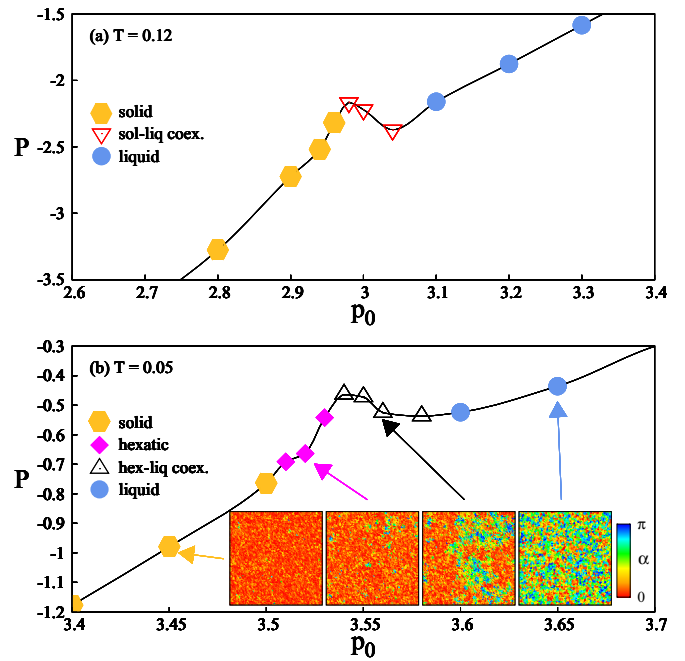 (a) T = 0.12
-1.5
-2
-2.5
-3
-3.5
P
solid
sol-liq coex.
liquid
2.6 2.7 2.8 2.9 3 3.1 3.2 3.3 3.4
p0
(b) T = 0.05
-0.3
-0.4
-0.5
-0.6
-0.7
-0.8
-0.9
-1
-1.1
-1.2
P
solid
hexatic
hex-liq coex.
liquid
π
α
0
3.4 3.45 3.5 3.55 3.6 3.65 3.7
p0